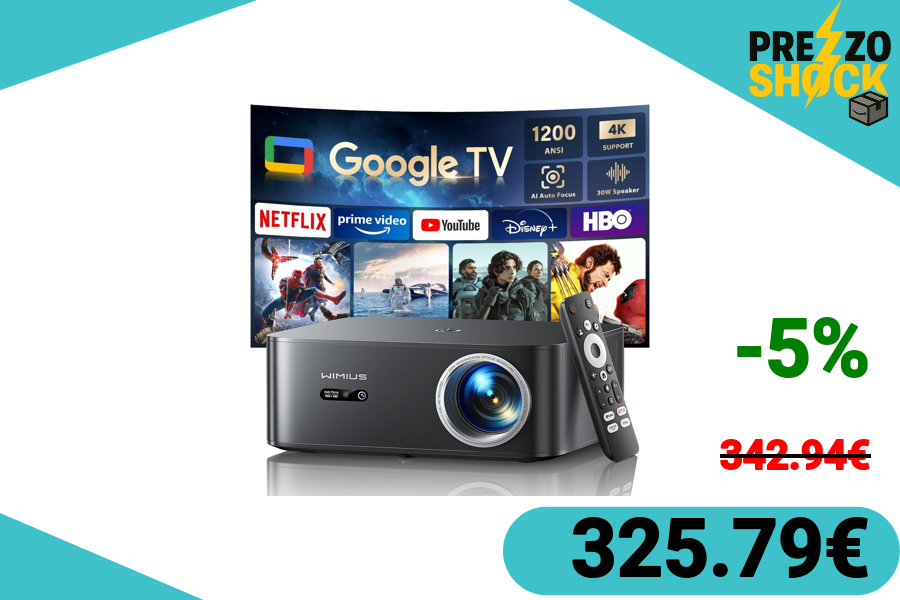 PREZZO
SHOCK
Google TV
1200
ANSI
4K
SUPPORT
AI Auto Focus
30W Speaker
NETFLIX
prime video
YouTube
Disney+
HBO
WIMIUS
-5%
342.94€
325.79€